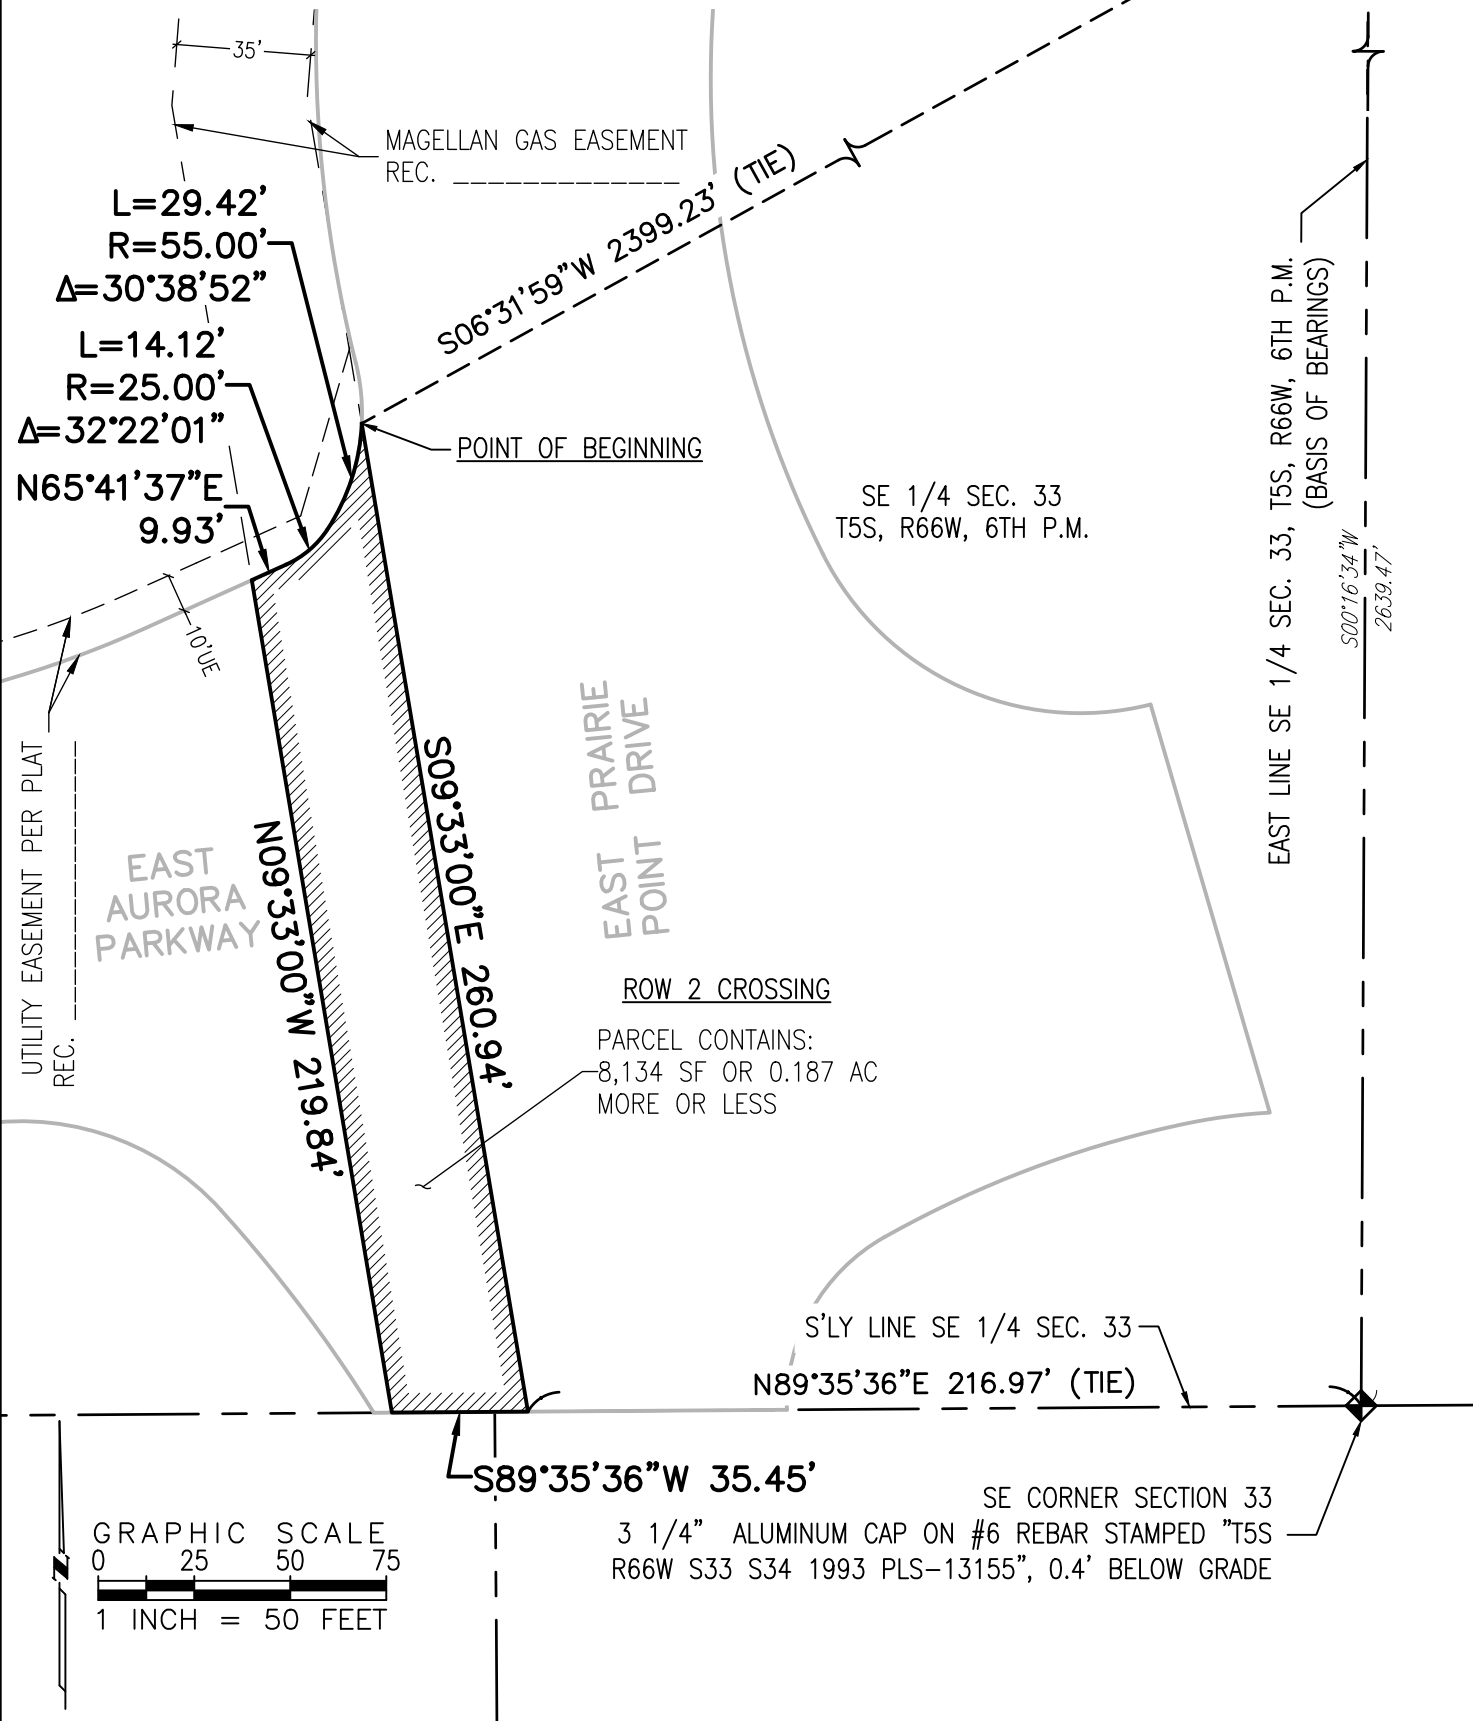 35'
MAGELLAN GAS EASEMENT
REC. _____________
S06°31'59"W 2399.23' (TIE)
L=29.42'
R=55.00'
Δ=30°38'52"
L=14.12'
R=25.00'
Δ=32°22'01"
N65°41'37"E
9.93'
POINT OF BEGINNING
SE 1/4 SEC. 33
T5S, R66W, 6TH P.M.
EAST LINE SE 1/4 SEC. 33, T5S, R66W, 6TH P.M.
(BASIS OF BEARINGS)
S00°16'34"W
2639.47'
10'UE
UTILITY EASEMENT PER PLAT
REC. ________________
EAST
AURORA
PARKWAY
N09°33'00"W 219.84'
S09°33'00"E 260.94'
EAST PRAIRIE
POINT DRIVE
ROW 2 CROSSING
PARCEL CONTAINS:
8,134 SF OR 0.187 AC
MORE OR LESS
S'LY LINE SE 1/4 SEC. 33
N89°35'36"E 216.97' (TIE)
S89°35'36"W 35.45'
SE CORNER SECTION 33
3 1/4" ALUMINUM CAP ON #6 REBAR STAMPED "T5S
R66W S33 S34 1993 PLS-13155", 0.4' BELOW GRADE
N
GRAPHIC SCALE
0 25 50 75
1 INCH = 50 FEET